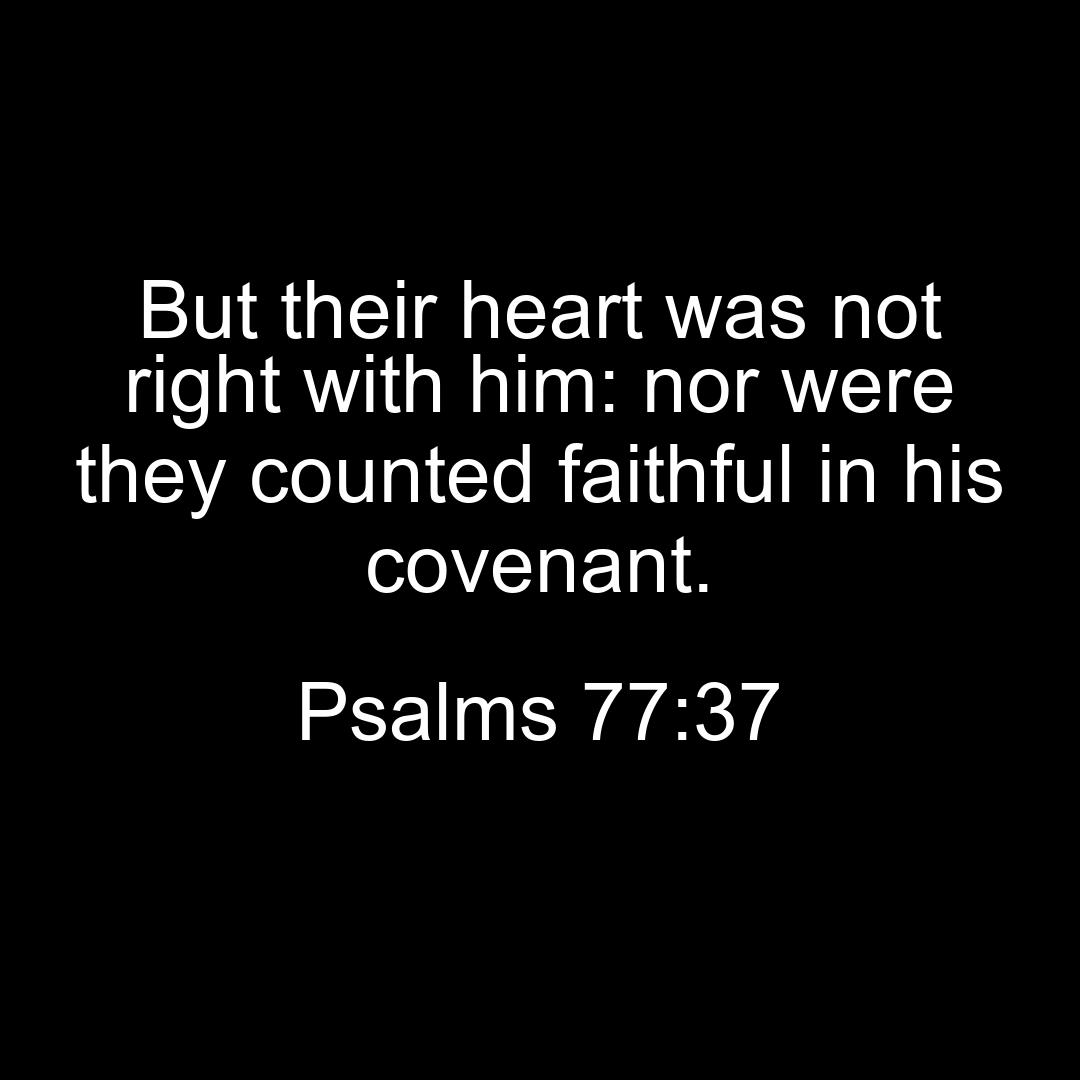 But their heart was not
right with him: nor were
they counted faithful in his
covenant.
Psalms 77:37